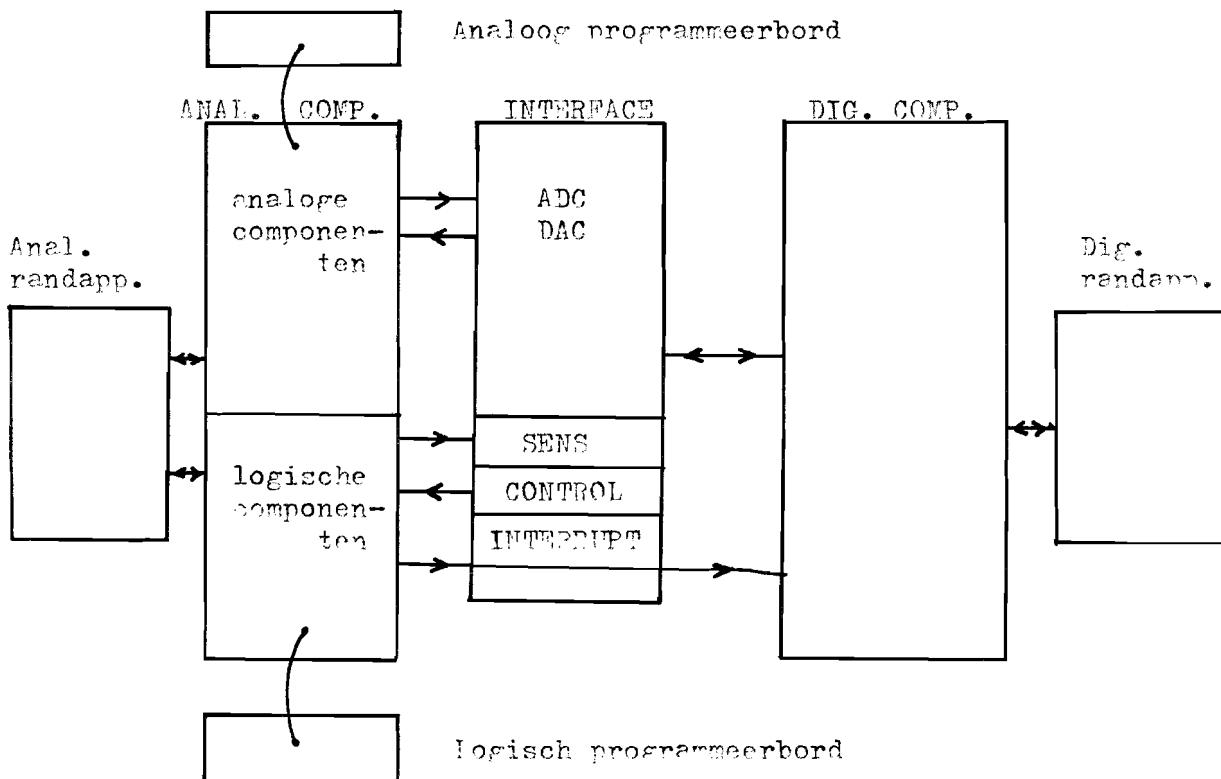 Analoog programmeerbord
ANAL. COMP.
INTERFACE
DIG. COMP.
analoge
componen-
ten
ADC
DAC
Anal.
randapp.
Dig.
randapp.
SENS
logische
componen-
ten
CONTROL
INTERRUPT
Logisch programmeerbord